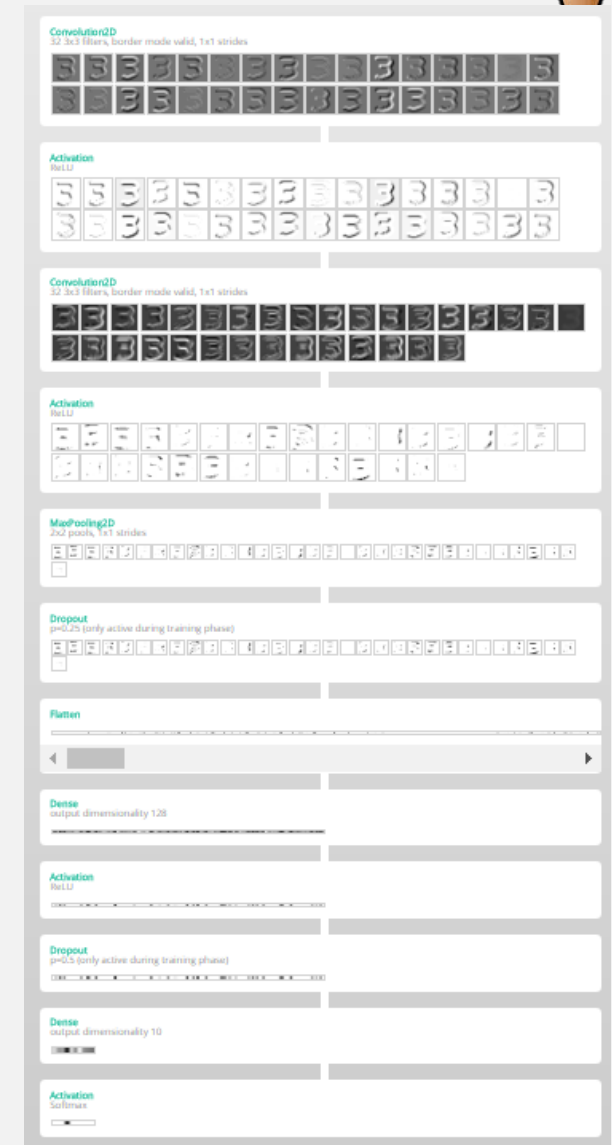 Convolution2D
32 3x3 filters, border mode valid, 1x1 strides
Activation
ReLU
Convolution2D
32 3x3 filters, border mode valid, 1x1 strides
Activation
ReLU
MaxPooling2D
2x2 pools, 1x1 strides
Dropout
p=0.25 (only active during training phase)
Flatten
Dense
output dimensionality 128
Activation
ReLU
Dropout
p=0.5 (only active during training phase)
Dense
output dimensionality 10
Activation
Softmax